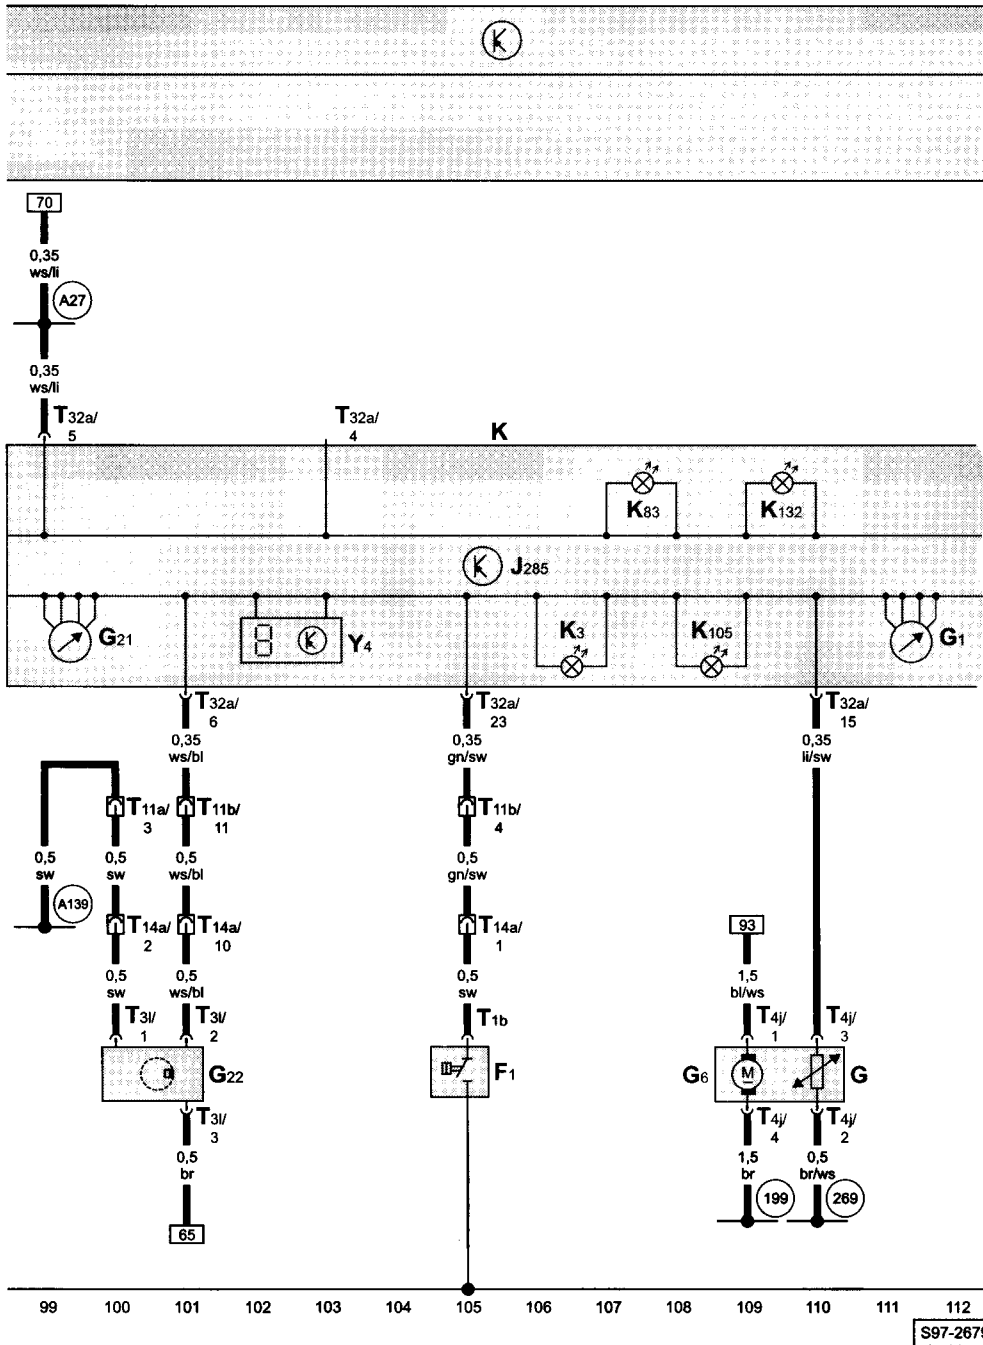 70
0,35
ws/li
A27
0,35
ws/li
T32a/
5
T32a/
4
K
K83
K132
J285
G21
Y4
K3
K105
G1
T32a/
6
T32a/
23
T32a/
15
0,35
ws/bl
0,35
gn/sw
0,35
li/sw
T11a/
3
T11b/
11
T11b/
4
0,5
sw
0,5
sw
0,5
ws/bl
0,5
gn/sw
A139
T14a/
2
T14a/
10
T14a/
1
93
0,5
sw
0,5
ws/bl
0,5
sw
1,5
bl/ws
T3l/
1
T3l/
2
T1b
T4j/
1
T4j/
3
G22
F1
G6
M
G
T3l/
3
T4j/
4
T4j/
2
0,5
br
1,5
br
0,5
br/ws
199
269
65
99 100 101 102 103 104 105 106 107 108 109 110 111 112
S97-2679